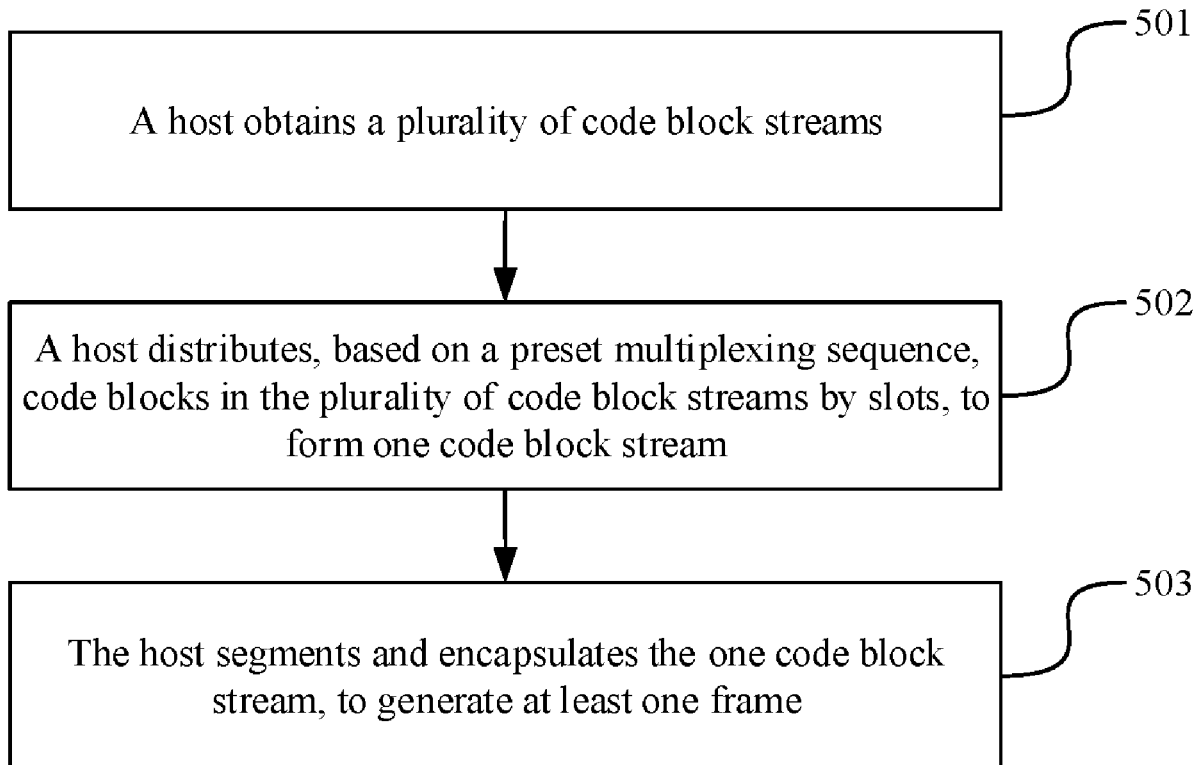 501
A host obtains a plurality of code block streams
502
A host distributes, based on a preset multiplexing sequence,
code blocks in the plurality of code block streams by slots, to
form one code block stream
503
The host segments and encapsulates the one code block
stream, to generate at least one frame